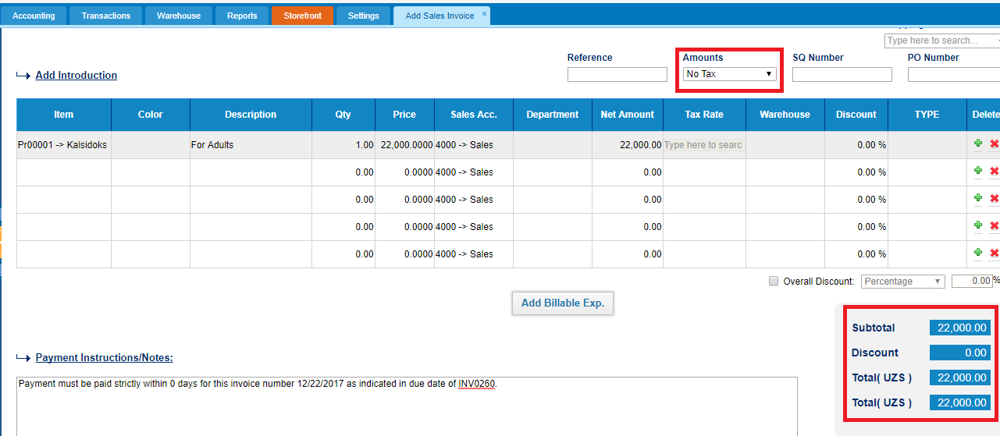 Accounting Transactions Warehouse Reports Storefront Settings Add Sales Invoice ×
Type here to search...
Reference Amounts SQ Number PO Number
Add Introduction No Tax
Item Color Description Qty Price Sales Acc. Department Net Amount Tax Rate Warehouse Discount TYPE Delete
Pr00001 -> Kalsidoks For Adults 1.00 22,000.0000 4000 -> Sales 22,000.00 Type here to searc 0.00 %
0.00 0.0000 4000 -> Sales 0.00 0.00 %
0.00 0.0000 4000 -> Sales 0.00 0.00 %
0.00 0.0000 4000 -> Sales 0.00 0.00 %
0.00 0.0000 4000 -> Sales 0.00 0.00 %
Overall Discount: Percentage 0.00 %
Add Billable Exp.
Subtotal 22,000.00
Discount 0.00
Payment Instructions/Notes:
Total( UZS ) 22,000.00
Payment must be paid strictly within 0 days for this invoice number 12/22/2017 as indicated in due date of INV0260.
Total( UZS ) 22,000.00